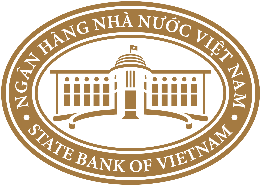 NGÂN HÀNG NHÀ NƯỚC VIỆT NAM
STATE BANK OF VIETNAM